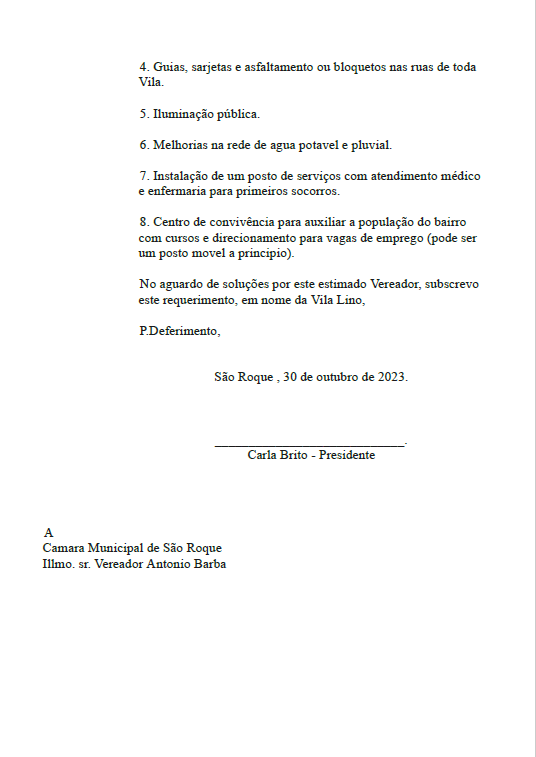 4. Guias, sarjetas e asfaltamento ou bloquetos nas ruas de toda
Vila.
5. Iluminação pública.
6. Melhorias na rede de agua potavel e pluvial.
7. Instalação de um posto de serviços com atendimento médico
e enfermaria para primeiros socorros.
8. Centro de convivência para auxiliar a população do bairro
com cursos e direcionamento para vagas de emprego (pode ser
um posto movel a principio).
No aguardo de soluções por este estimado Vereador, subscrevo
este requerimento, em nome da Vila Lino,
P.Deferimento,
São Roque , 30 de outubro de 2023.
______________________________.
Carla Brito - Presidente
A
Camara Municipal de São Roque
Illmo. sr. Vereador Antonio Barba